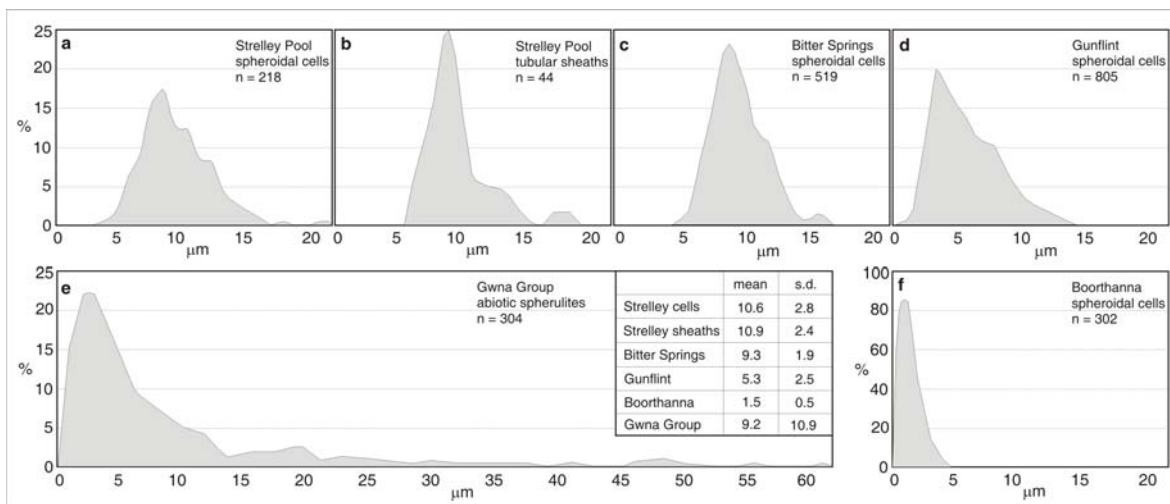 a
Strelley Pool
spheroidal cells
n = 218
b
Strelley Pool
tubular sheaths
n = 44
c
Bitter Springs
spheroidal cells
n = 519
d
Gunflint
spheroidal cells
n = 805
25
20
15
%
10
5
0
0 5 10 15 20
μm
0 5 10 15 20
μm
0 5 10 15 20
μm
0 5 10 15 20
μm
e
Gwna Group
abiotic spherulites
n = 304
25
20
15
%
10
5
0
0 5 10 15 20 25 30 35 40 45 50 55 60
μm
mean s.d.
Strelley cells 10.6 2.8
Strelley sheaths 10.9 2.4
Bitter Springs 9.3 1.9
Gunflint 5.3 2.5
Boorthanna 1.5 0.5
Gwna Group 9.2 10.9
f
Boorthanna
spheroidal cells
n = 302
100
80
60
%
40
20
0
0 5 10 15 20
μm